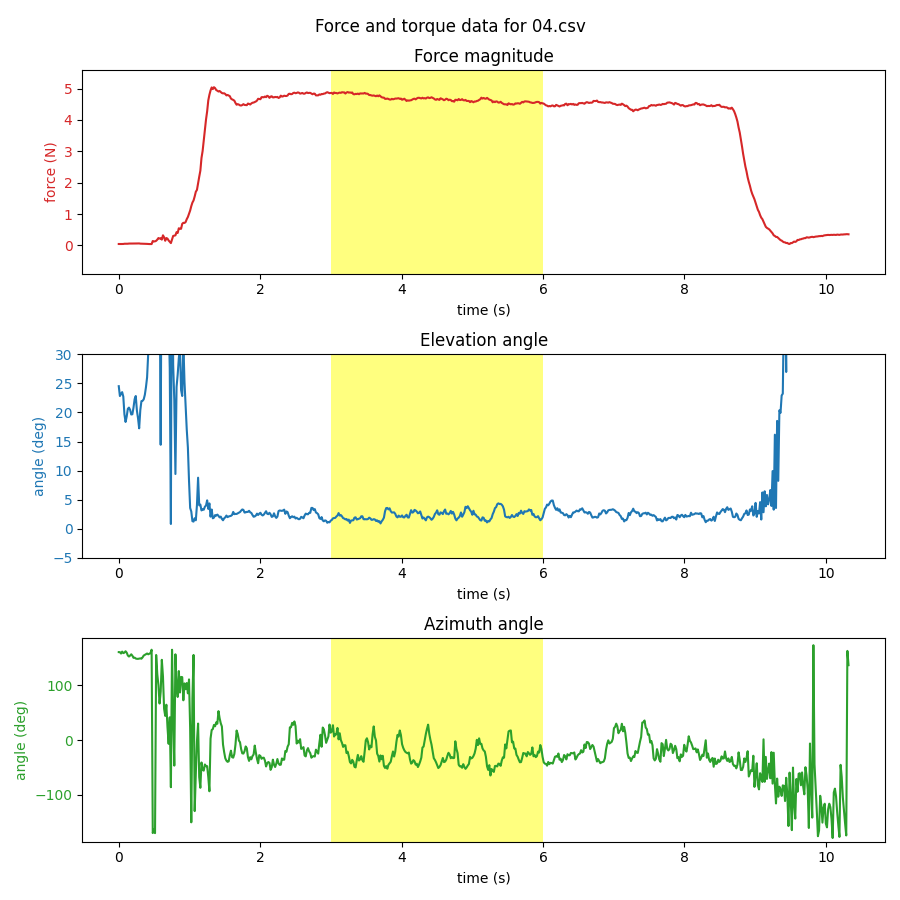 Force and torque data for 04.csv
Force magnitude
5
4
3
2
1
0
force (N)
0 2 4 6 8 10
time (s)
Elevation angle
30
25
20
15
10
5
0
−5
angle (deg)
0 2 4 6 8 10
time (s)
Azimuth angle
100
0
−100
angle (deg)
0 2 4 6 8 10
time (s)